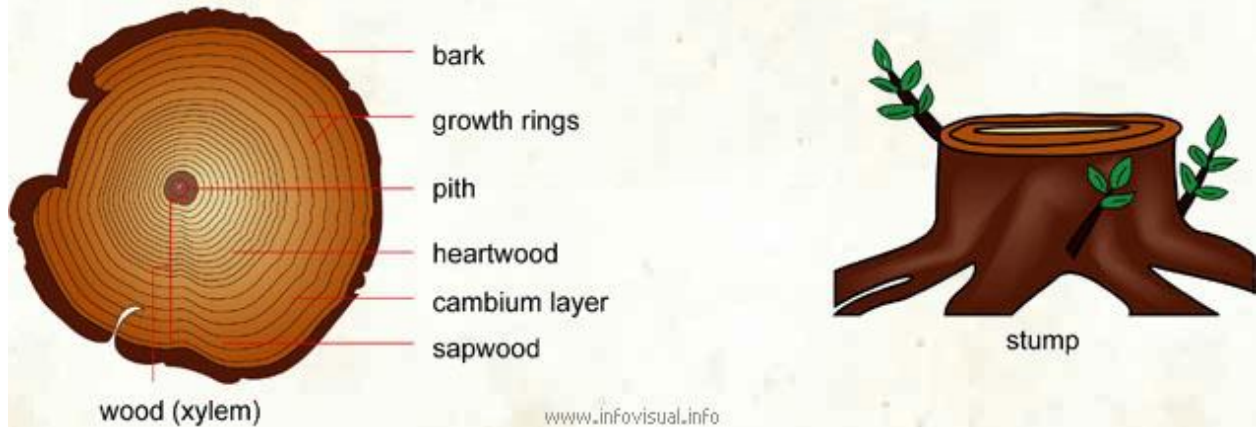 bark
growth rings
pith
heartwood
cambium layer
sapwood
wood (xylem)
stump
www.infovisual.info